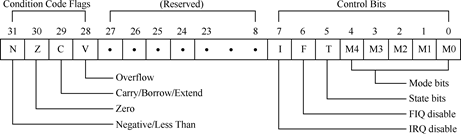 Condition Code Flags (Reserved) Control Bits
31 30 29 28 27 26 25 24 23 8 7 6 5 4 3 2 1 0
N Z C V • • • • • • I F T M4 M3 M2 M1 M0
Overflow Mode bits
Carry/Borrow/Extend State bits
Zero FIQ disable
Negative/Less Than IRQ disable